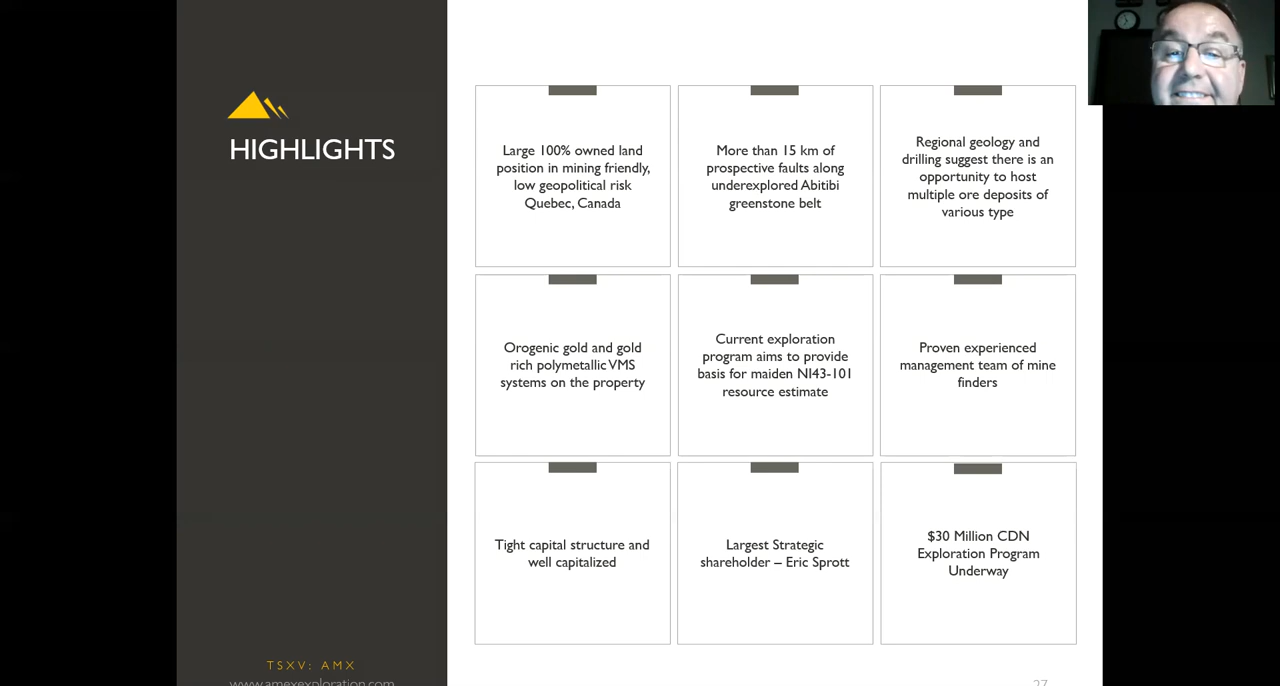 HIGHLIGHTS
Large 100% owned land
position in mining friendly,
low geopolitical risk
Quebec, Canada
More than 15 km of
prospective faults along
underexplored Abitibi
greenstone belt
Regional geology and
drilling suggest there is an
opportunity to host
multiple ore deposits of
various type
Orogenic gold and gold
rich polymetallic VMS
systems on the property
Current exploration
program aims to provide
basis for maiden NI43-101
resource estimate
Proven experienced
management team of mine
finders
Tight capital structure and
well capitalized
Largest Strategic
shareholder – Eric Sprott
$30 Million CDN
Exploration Program
Underway
TSXV: AMX
www.amexexploration.com
27